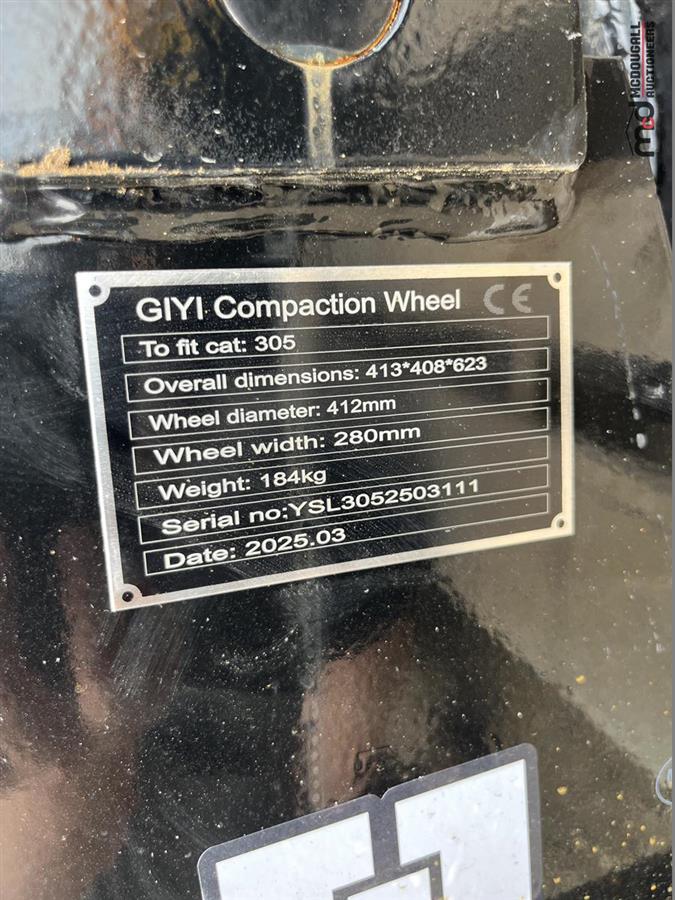 mcd MCDOUGALL
AUCTIONEERS
GIYI Compaction Wheel CE
To fit cat: 305
Overall dimensions: 413*408*623
Wheel diameter: 412mm
Wheel width: 280mm
Weight: 184kg
Serial no:YSL3052503111
Date: 2025.03